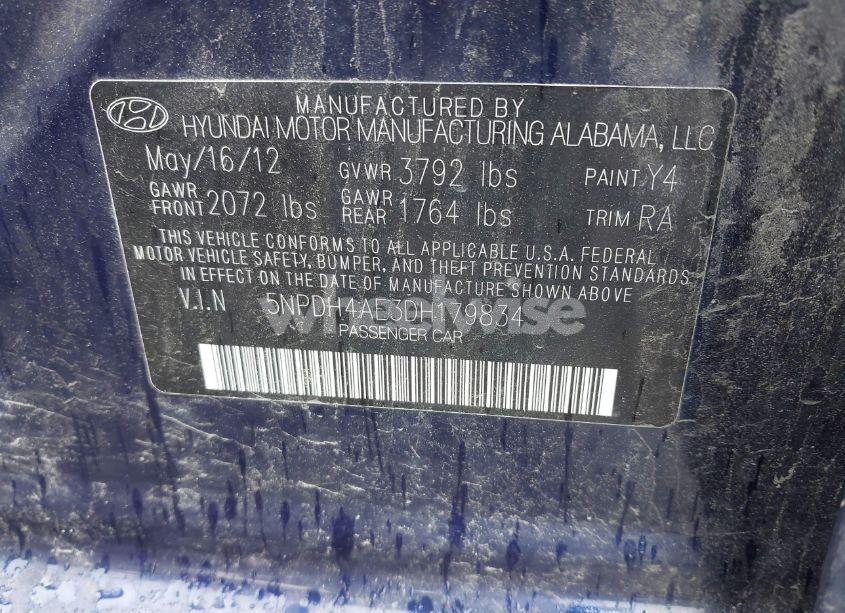 MANUFACTURED BY
HYUNDAI MOTOR MANUFACTURING ALABAMA, LLC
May/16/12 GVWR 3792 lbs PAINT Y4
GAWR FRONT 2072 lbs GAWR REAR 1764 lbs TRIM RA
THIS VEHICLE CONFORMS TO ALL APPLICABLE U.S.A. FEDERAL
MOTOR VEHICLE SAFETY, BUMPER, AND THEFT PREVENTION STANDARDS
IN EFFECT ON THE DATE OF MANUFACTURE SHOWN ABOVE
V.I.N 5NPDH4AE3DH179834
PASSENGER CAR
wheelwise